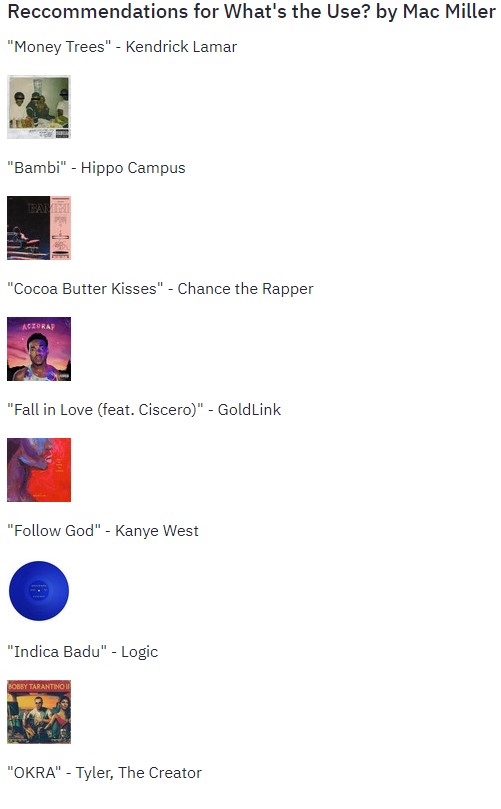 Reccommendations for What's the Use? by Mac Miller
"Money Trees" - Kendrick Lamar
"Bambi" - Hippo Campus
BAMBI
"Cocoa Butter Kisses" - Chance the Rapper
ACIDRAP
"Fall in Love (feat. Ciscero)" - GoldLink
"Follow God" - Kanye West
"Indica Badu" - Logic
BOBBY TARANTINO II
"OKRA" - Tyler, The Creator